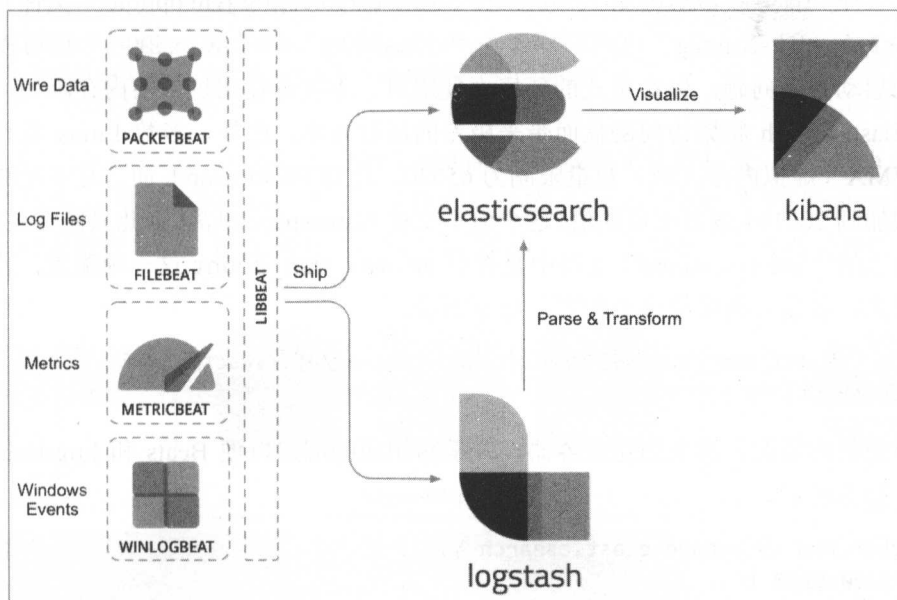 Wire Data
PACKETBEAT
Log Files
FILEBEAT
Metrics
METRICBEAT
Windows
Events
WINLOGBEAT
LIBBEAT
Ship
elasticsearch
Visualize
kibana
Parse & Transform
logstash